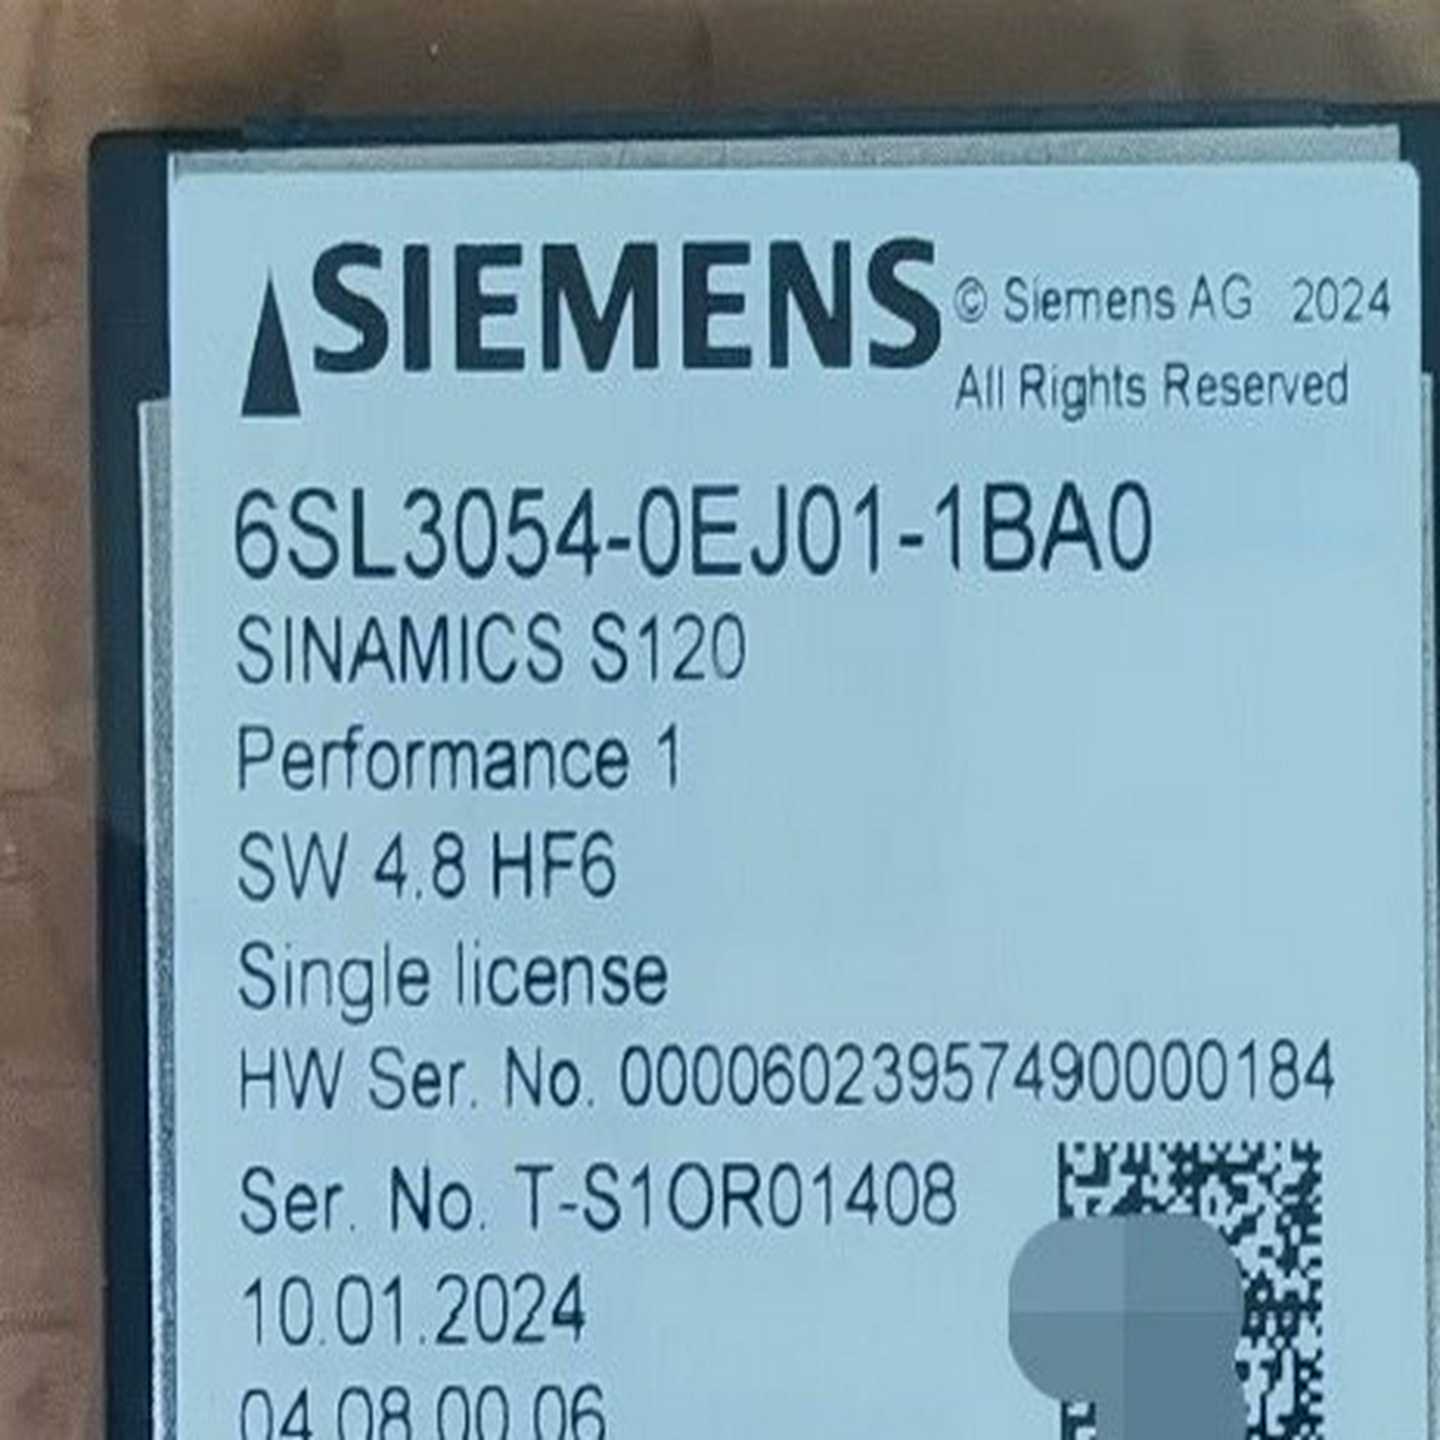 SIEMENS © Siemens AG 2024
All Rights Reserved
6SL3054-0EJ01-1BA0
SINAMICS S120
Performance 1
SW 4.8 HF6
Single license
HW Ser. No. 00006023957490000184
Ser. No. T-S1OR01408
10.01.2024
04.08.00.06